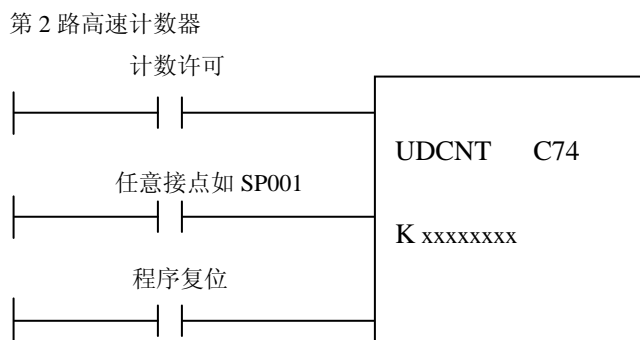 第 2 路高速计数器
计数许可
UDCNT C74
任意接点如 SP001
K xxxxxxxx
程序复位